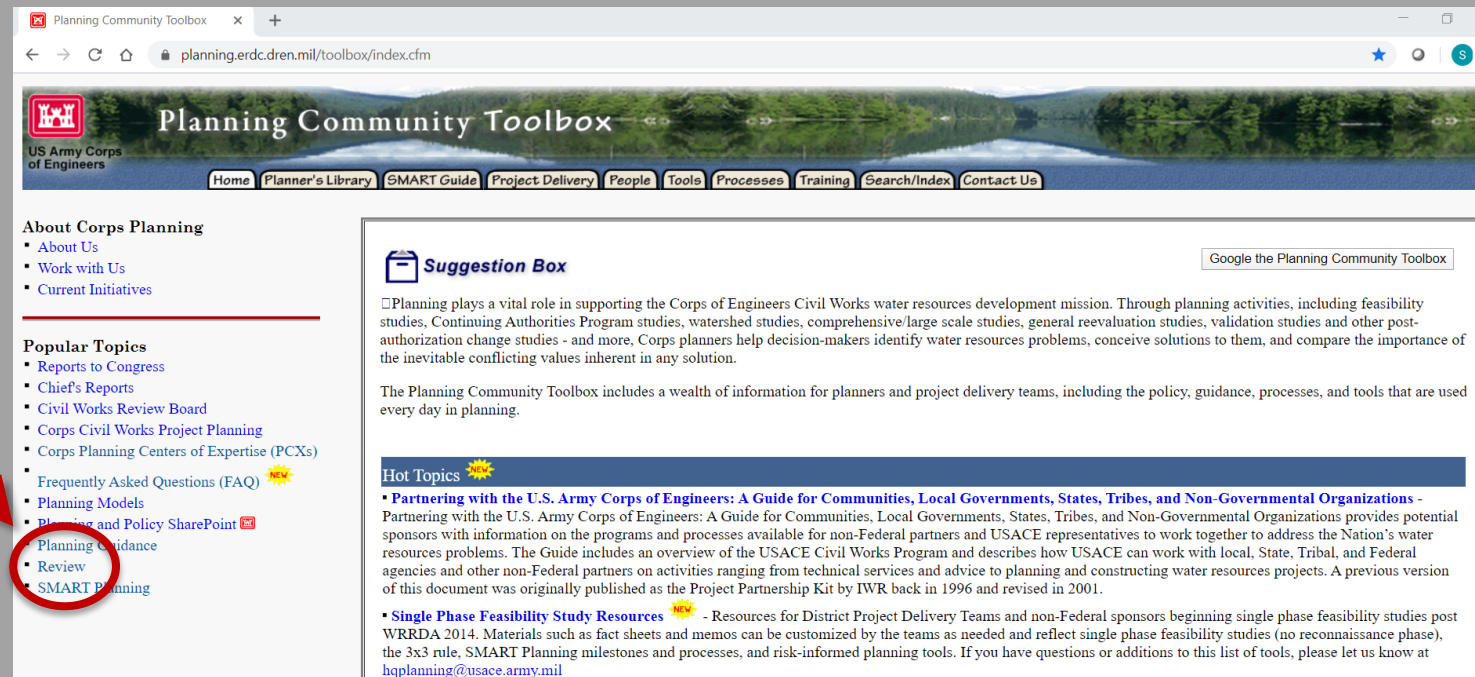 Planning Community Toolbox
planning.erdc.dren.mil/toolbox/index.cfm
S
US Army Corps
of Engineers
Planning Community Toolbox
Home Planner's Library SMART Guide Project Delivery People Tools Processes Training Search/Index Contact Us
About Corps Planning
▪ About Us
▪ Work with Us
▪ Current Initiatives
Popular Topics
▪ Reports to Congress
▪ Chief's Reports
▪ Civil Works Review Board
▪ Corps Civil Works Project Planning
▪ Corps Planning Centers of Expertise (PCXs)
▪ Frequently Asked Questions (FAQ) NEW
▪ Planning Models
▪ Planning and Policy SharePoint
▪ Planning Guidance
▪ Review
▪ SMART Planning
Suggestion Box
Google the Planning Community Toolbox
□Planning plays a vital role in supporting the Corps of Engineers Civil Works water resources development mission. Through planning activities, including feasibility
studies, Continuing Authorities Program studies, watershed studies, comprehensive/large scale studies, general reevaluation studies, validation studies and other post-
authorization change studies - and more, Corps planners help decision-makers identify water resources problems, conceive solutions to them, and compare the importance of
the inevitable conflicting values inherent in any solution.
The Planning Community Toolbox includes a wealth of information for planners and project delivery teams, including the policy, guidance, processes, and tools that are used
every day in planning.
Hot Topics NEW
▪ Partnering with the U.S. Army Corps of Engineers: A Guide for Communities, Local Governments, States, Tribes, and Non-Governmental Organizations -
Partnering with the U.S. Army Corps of Engineers: A Guide for Communities, Local Governments, States, Tribes, and Non-Governmental Organizations provides potential
sponsors with information on the programs and processes available for non-Federal partners and USACE representatives to work together to address the Nation's water
resources problems. The Guide includes an overview of the USACE Civil Works Program and describes how USACE can work with local, State, Tribal, and Federal
agencies and other non-Federal partners on activities ranging from technical services and advice to planning and constructing water resources projects. A previous version
of this document was originally published as the Project Partnership Kit by IWR back in 1996 and revised in 2001.
▪ Single Phase Feasibility Study Resources NEW - Resources for District Project Delivery Teams and non-Federal sponsors beginning single phase feasibility studies post
WRRDA 2014. Materials such as fact sheets and memos can be customized by the teams as needed and reflect single phase feasibility studies (no reconnaissance phase),
the 3x3 rule, SMART Planning milestones and processes, and risk-informed planning tools. If you have questions or additions to this list of tools, please let us know at
hqplanning@usace.army.mil